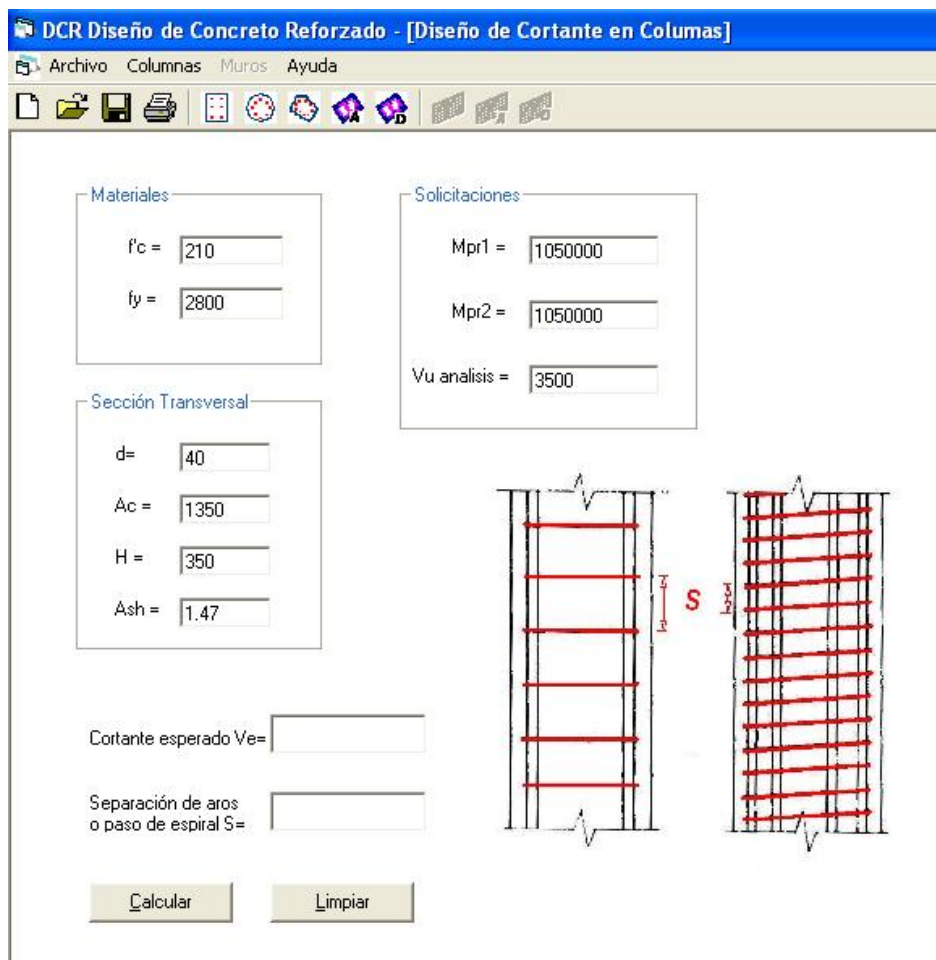 DCR Diseño de Concreto Reforzado - [Diseño de Cortante en Columas]
Archivo Columnas Muros Ayuda
A D A D
Materiales
f'c = 210
fy = 2800
Solicitaciones
Mpr1 = 1050000
Mpr2 = 1050000
Vu analisis = 3500
Sección Transversal
d= 40
Ac = 1350
H = 350
Ash = 1.47
S
Cortante esperado Ve=
Separación de aros
o paso de espiral S=
Calcular Limpiar